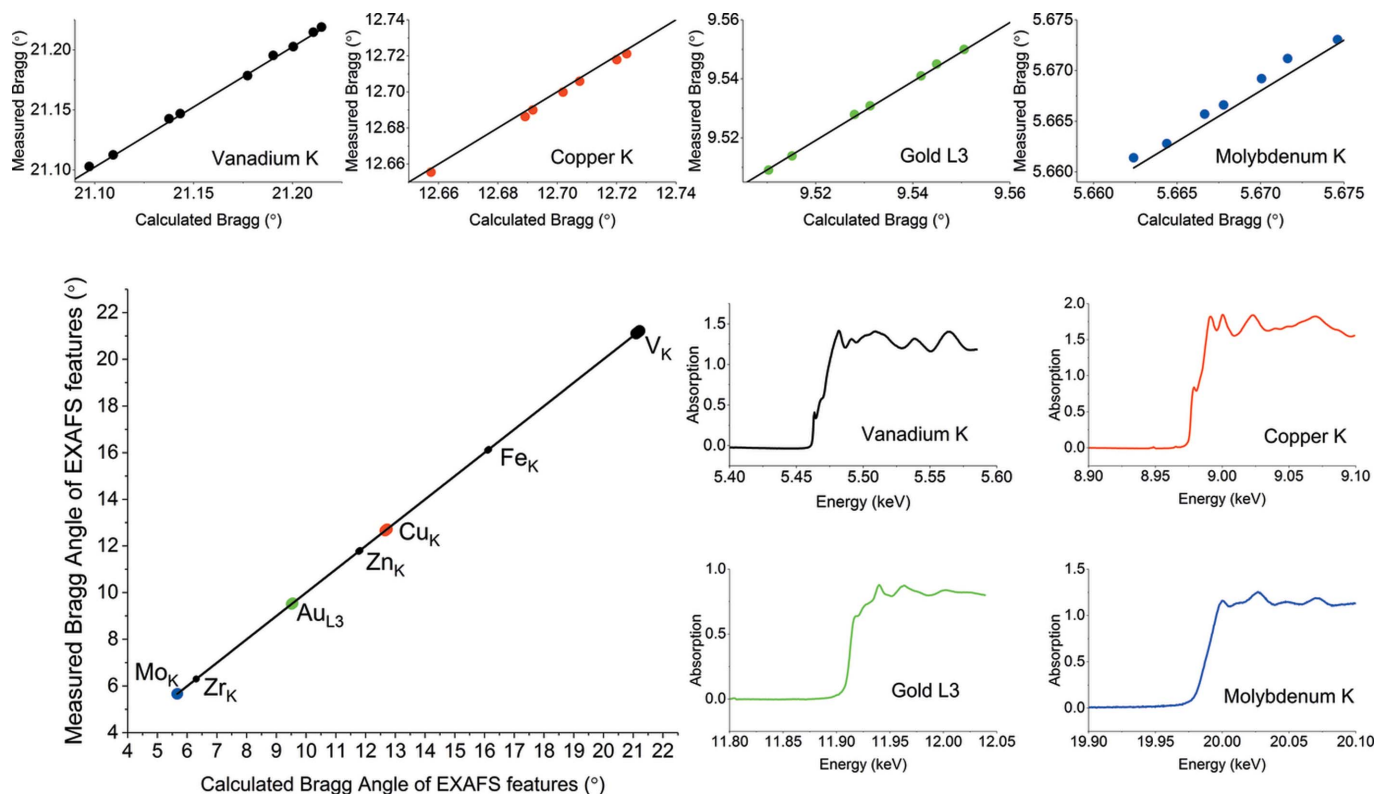 Measured Bragg (°)
21.20
21.15
21.10
Vanadium K
21.10
21.15
21.20
Calculated Bragg (°)
Measured Bragg (°)
12.74
12.72
12.70
12.68
12.66
Copper K
12.66
12.70
12.72
12.74
Calculated Bragg (°)
Measured Bragg (°)
9.56
9.54
9.52
Gold L3
9.52
9.54
9.56
Calculated Bragg (°)
Measured Bragg (°)
5.675
5.670
5.665
5.660
Molybdenum K
5.660
5.665
5.670
5.675
Calculated Bragg (°)
Measured Bragg Angle of EXAFS features (°)
22
20
18
16
14
12
10
8
6
4
V_K
Fe_K
Cu_K
Zn_K
Au_L3
Mo_K
Zr_K
4 5 6 7 8 9 10 11 12 13 14 15 16 17 18 19 20 21 22
Calculated Bragg Angle of EXAFS features (°)
Absorption
1.5
1.0
0.5
0.0
Vanadium K
5.40
5.46
5.50
5.56
5.60
Energy (keV)
Absorption
2.0
1.5
1.0
0.5
0.0
Copper K
8.90
8.95
9.00
9.05
9.10
Energy (keV)
Absorption
1.0
0.5
0.0
Gold L3
11.80
11.85
11.92
11.95
12.00
12.05
Energy (keV)
Absorption
1.5
1.0
0.5
0.0
Molybdenum K
19.90
19.95
20.00
20.05
20.10
Energy (keV)